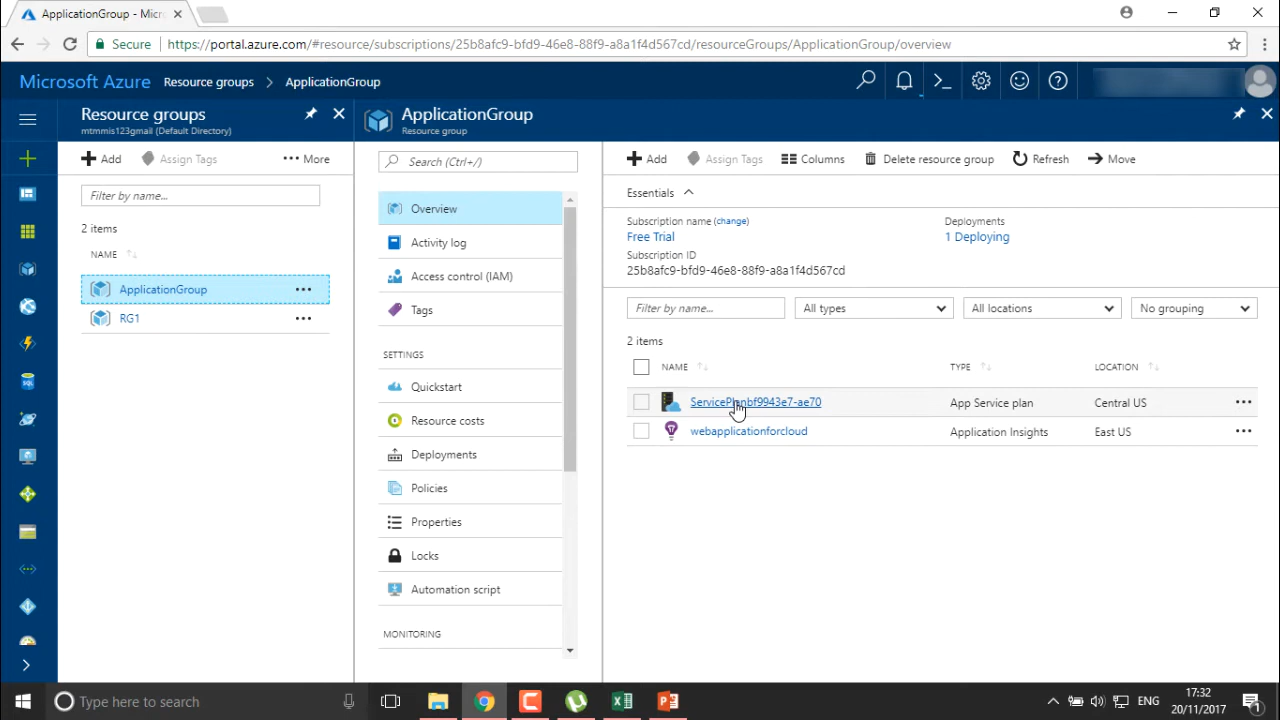 ApplicationGroup - Micr
Secure
https://portal.azure.com/#resource/subscriptions/25b8afc9-bfd9-46e8-88f9-a8a1f4d567cd/resourceGroups/ApplicationGroup/overview
Microsoft Azure
Resource groups > ApplicationGroup
Resource groups
mtmmis123gmail (Default Directory)
Add
Assign Tags
More
Filter by name...
2 items
NAME
ApplicationGroup
RG1
ApplicationGroup
Resource group
Search (Ctrl+/)
Overview
Activity log
Access control (IAM)
Tags
SETTINGS
Quickstart
Resource costs
Deployments
Policies
Properties
Locks
Automation script
MONITORING
Add
Assign Tags
Columns
Delete resource group
Refresh
Move
Essentials
Subscription name (change)
Free Trial
Subscription ID
25b8afc9-bfd9-46e8-88f9-a8a1f4d567cd
Deployments
1 Deploying
Filter by name...
All types
All locations
No grouping
2 items
NAME TYPE LOCATION
ServicePlanbf9943e7-ae70 App Service plan Central US
webapplicationforcloud Application Insights East US
Type here to search
ENG
17:32
20/11/2017
1